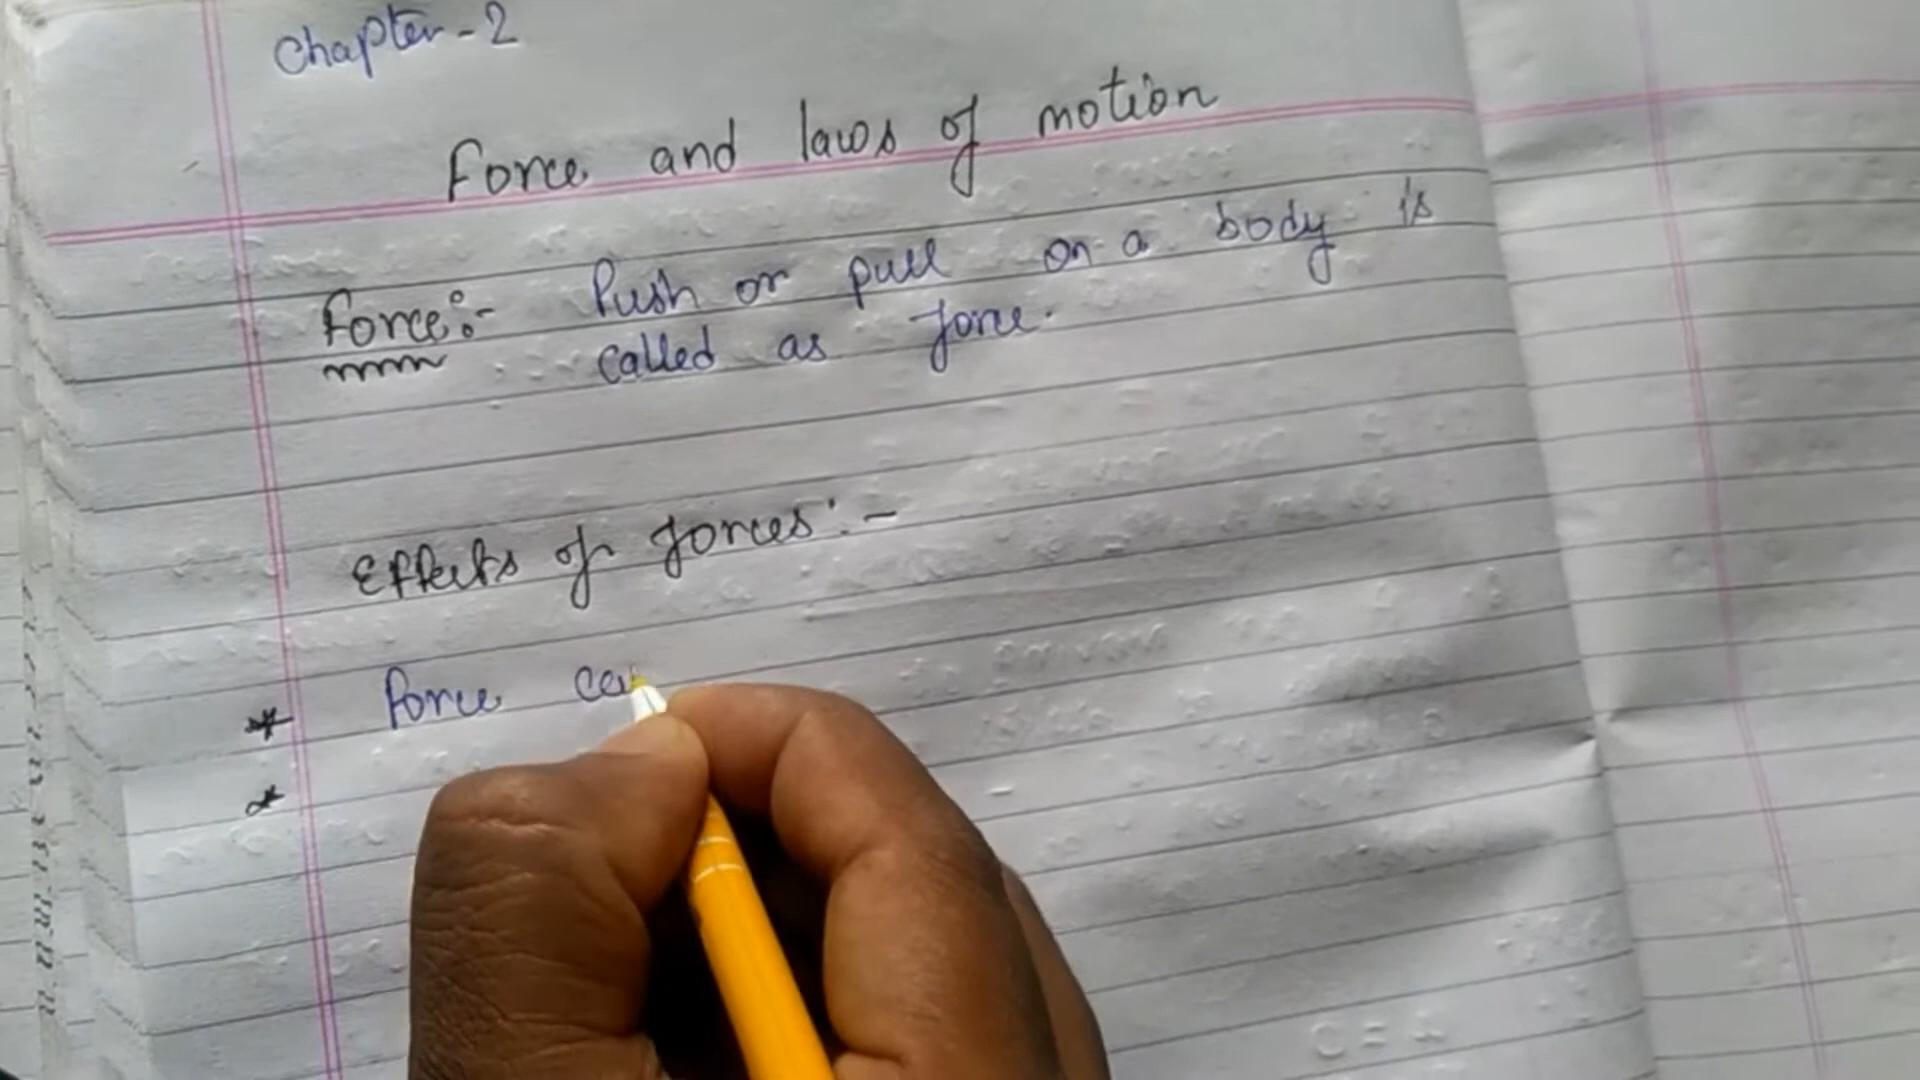 Chapter-2
Force and laws of motion
Force:- Push or pull on a body is
called as force.
Effects of forces:-
* Force
*